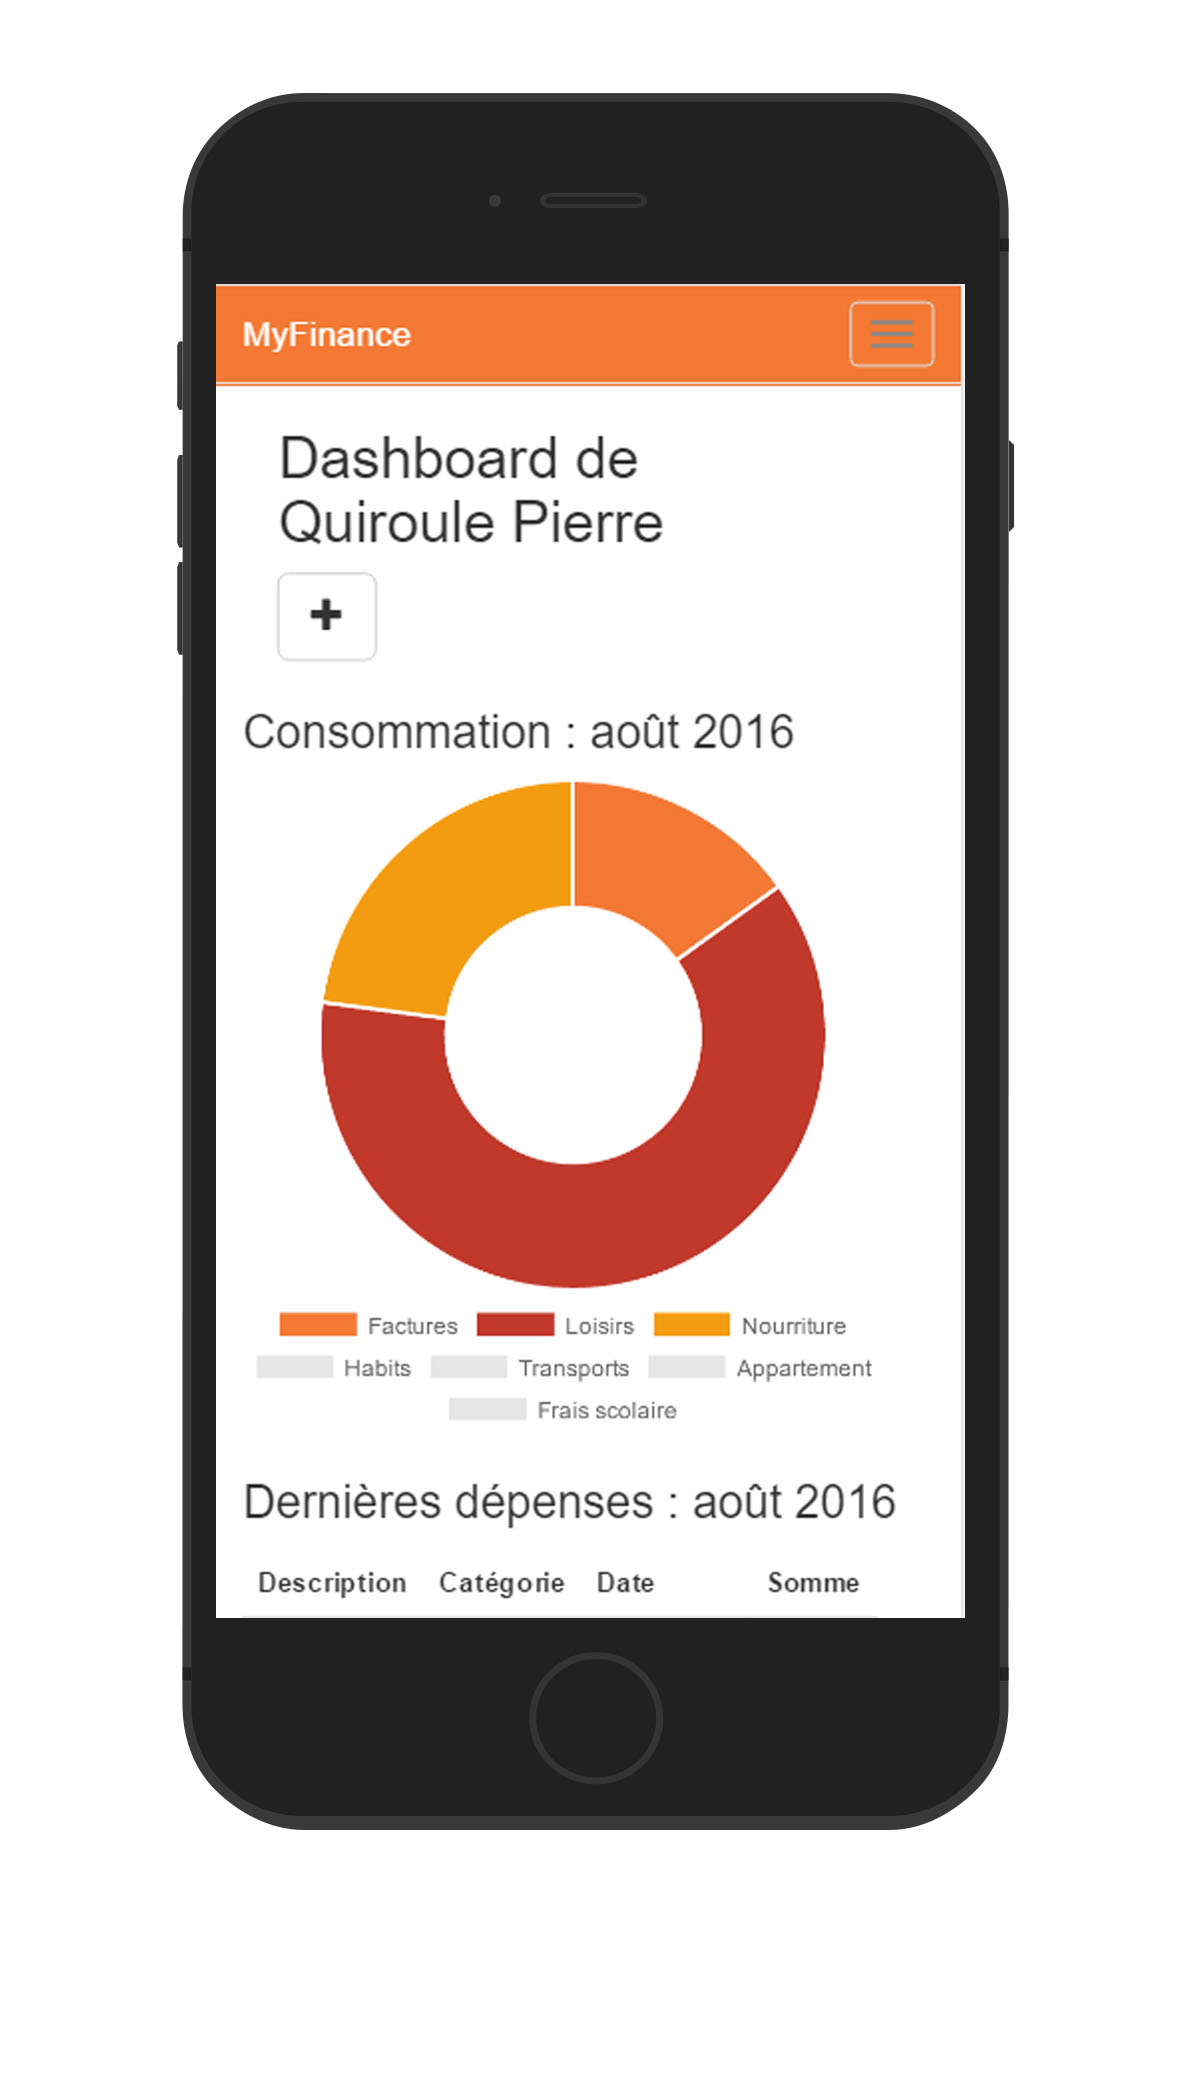 MyFinance
Dashboard de
Quiroule Pierre
Consommation : août 2016
Factures Loisirs Nourriture
Habits Transports Appartement
Frais scolaire
Dernières dépenses : août 2016
Description Catégorie Date Somme